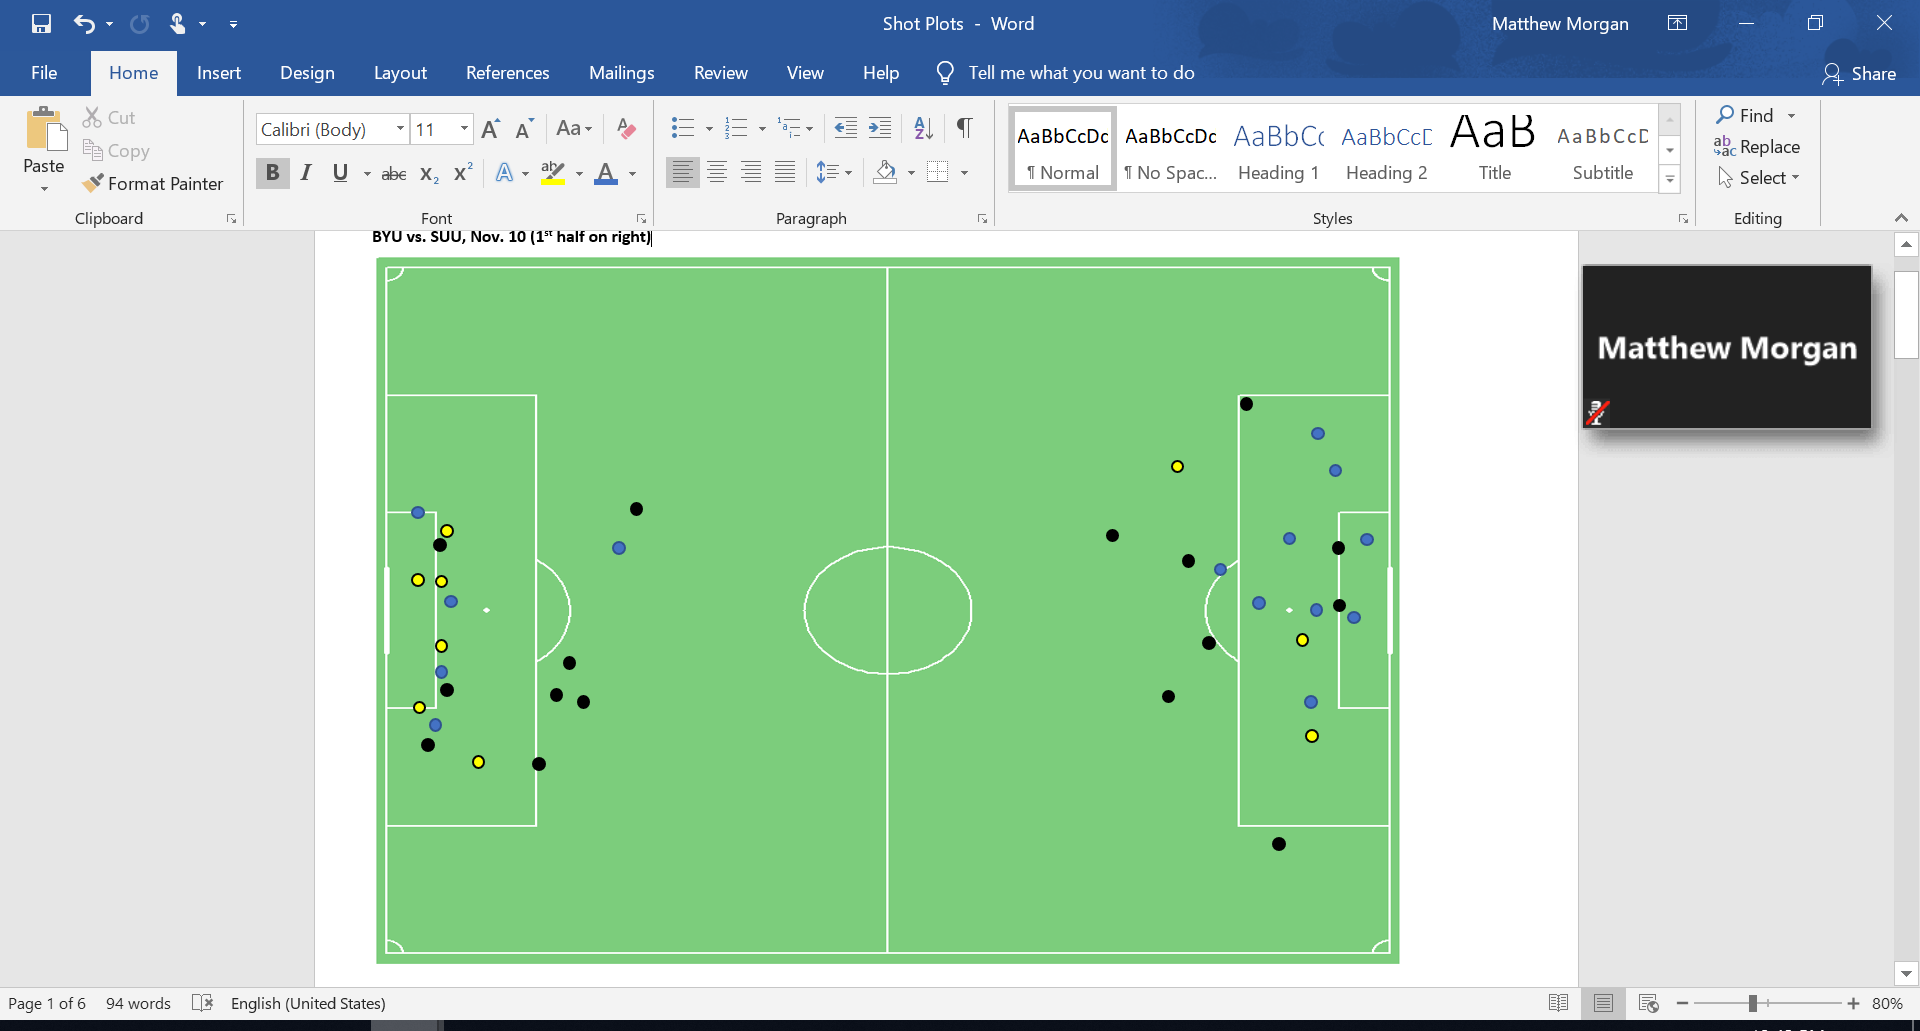 Shot Plots - Word
Matthew Morgan
File Home Insert Design Layout References Mailings Review View Help Tell me what you want to do Share
Paste
Cut
Copy
Format Painter
Clipboard
Calibri (Body) 11
Font
Paragraph
AaBbCcDc
¶ Normal
AaBbCcDc
¶ No Spac...
AaBbCc
Heading 1
AaBbCcD
Heading 2
AaB
Title
AaBbCcD
Subtitle
Styles
Find
Replace
Select
Editing
BYU vs. SUU, Nov. 10 (1st half on right)
Matthew Morgan
Page 1 of 6 94 words English (United States) 80%